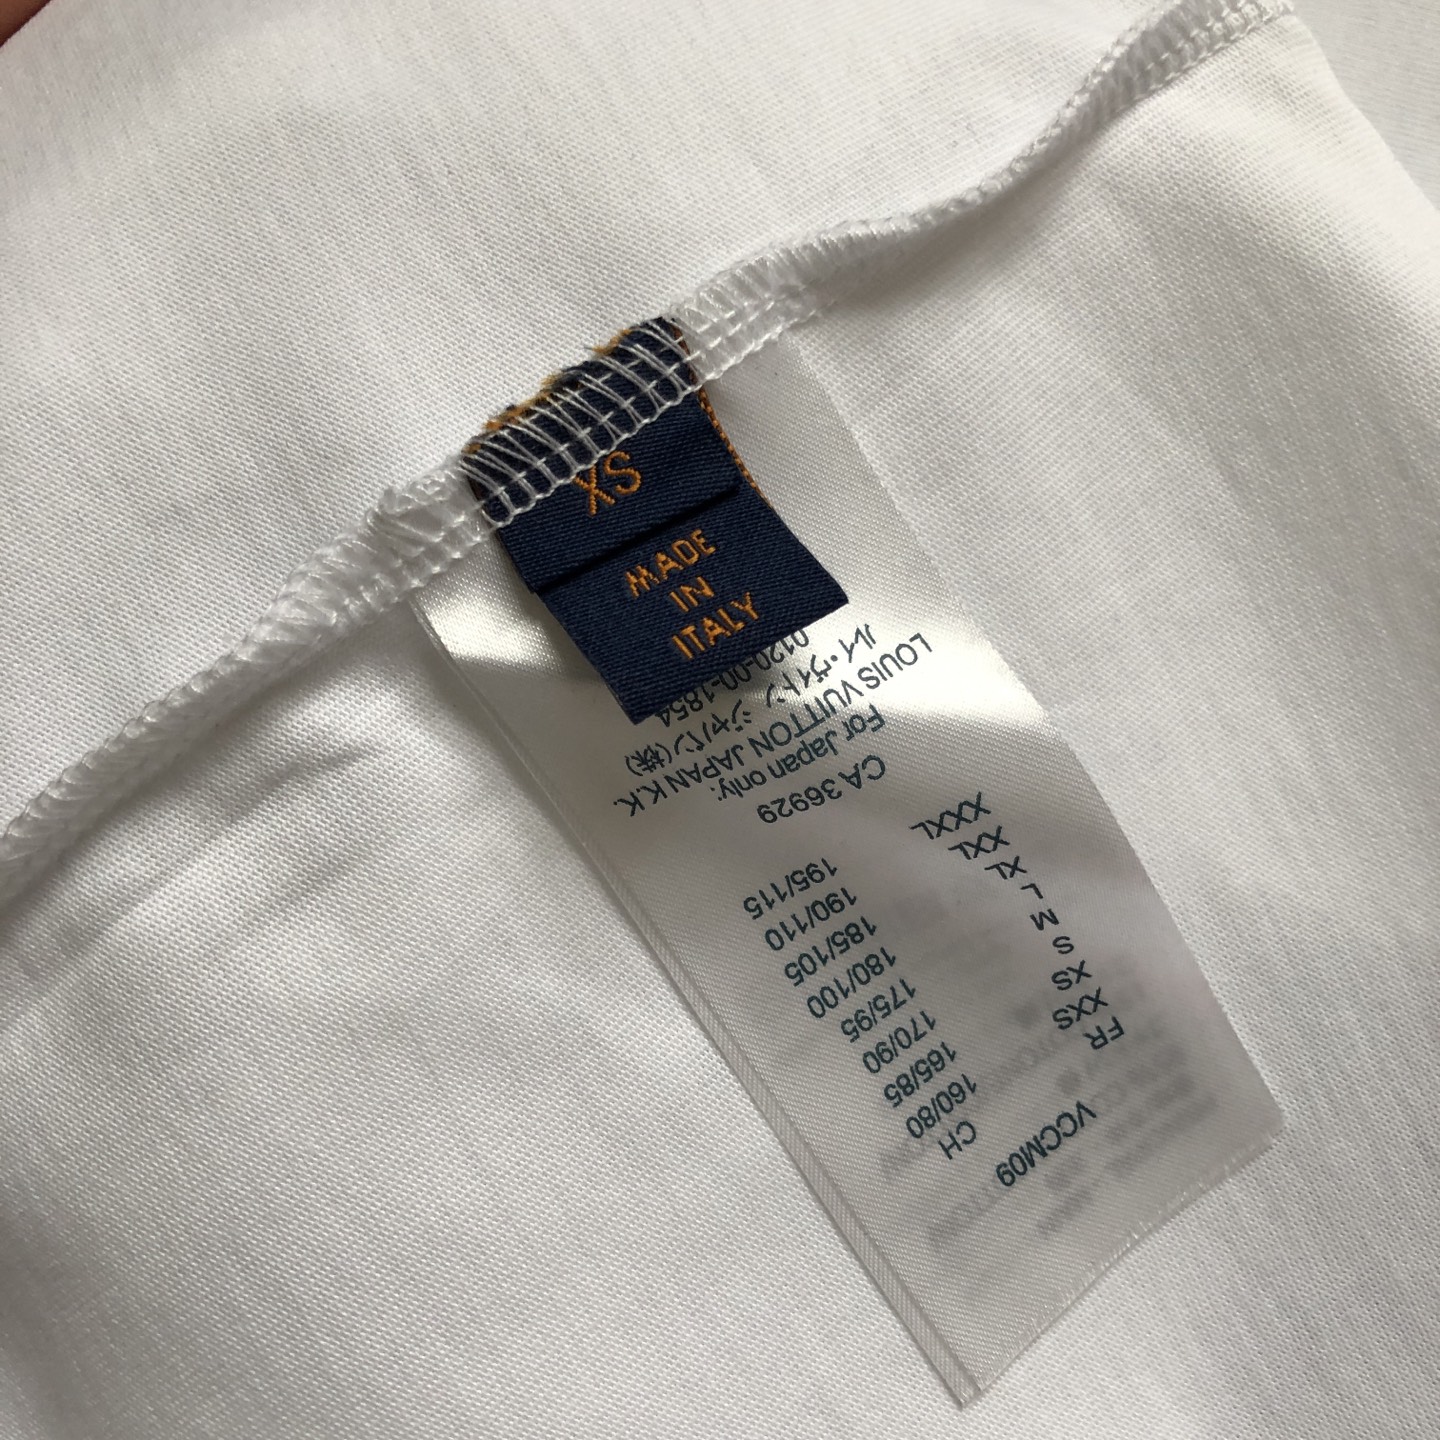 XS
MADE
IN
ITALY
VCCM09
FR CH
XXS 160/80
XS 165/85
S 170/90
M 175/95
L 180/100
XL 185/105
XXL 190/110
XXXL 195/115
CA 36929
For Japan only:
LOUIS VUITTON JAPAN K.K.
ルイ・ヴィトン ジャパン(株)
0120-00-1854